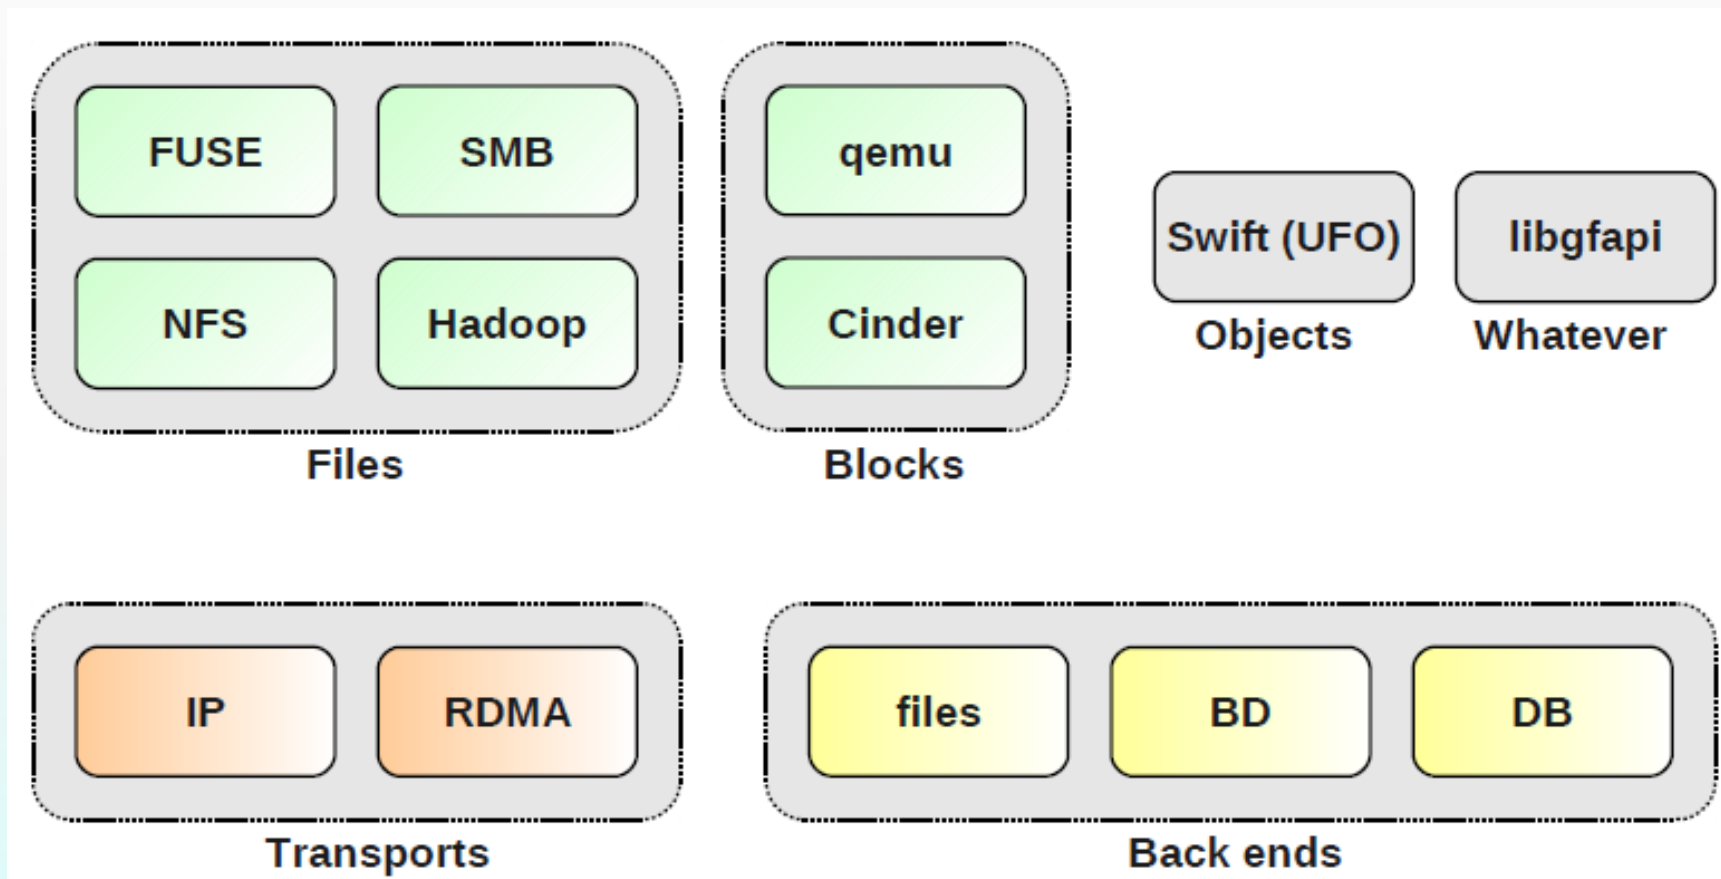 FUSE
SMB
NFS
Hadoop
Files
qemu
Cinder
Blocks
Swift (UFO)
Objects
libgfapi
Whatever
IP
RDMA
Transports
files
BD
DB
Back ends